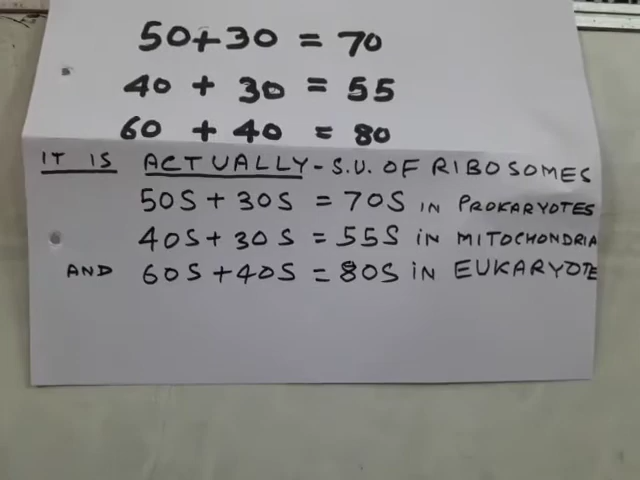 50+30 = 70
40 + 30 = 55
60 + 40 = 80
IT IS ACTUALLY - S.U. OF RIBOSOMES
50S + 30S = 70S IN PROKARYOTES
40S + 30S = 55S IN MITOCHONDRIA
AND 60S + 40S = 80S IN EUKARYOTE